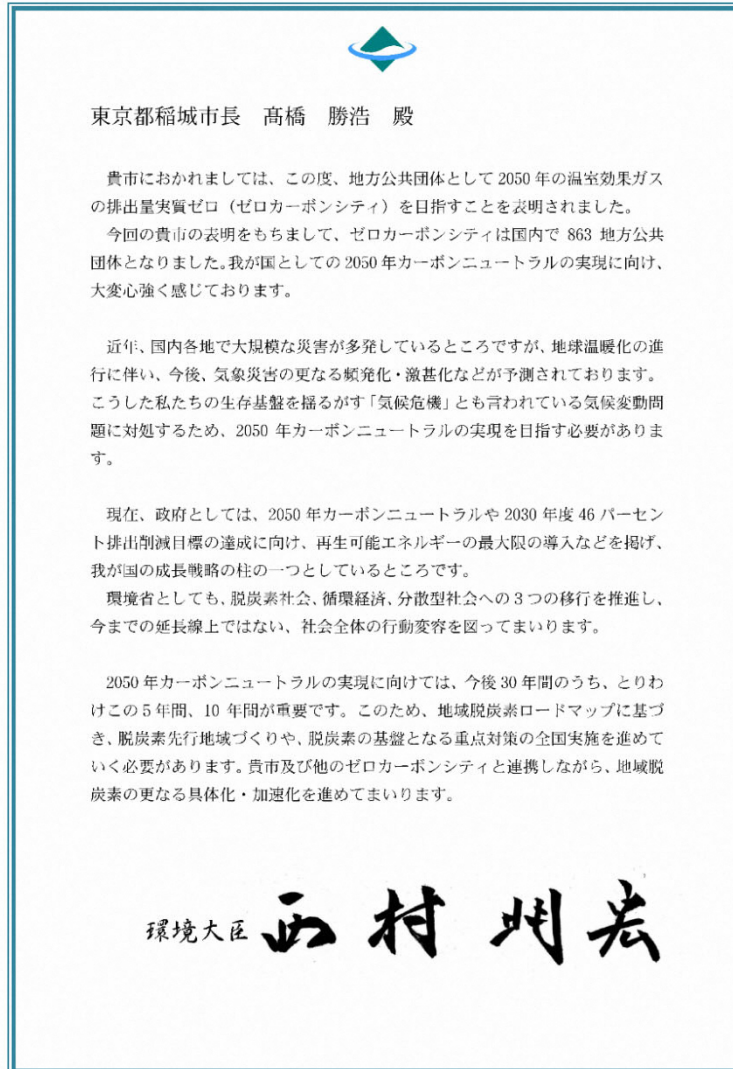 東京都稲城市長　髙橋　勝浩　殿
貴市におかれましては、この度、地方公共団体として 2050 年の温室効果ガス
の排出量実質ゼロ（ゼロカーボンシティ）を目指すことを表明されました。
今回の貴市の表明をもちまして、ゼロカーボンシティは国内で 863 地方公共
団体となりました。我が国としての 2050 年カーボンニュートラルの実現に向け、
大変心強く感じております。
近年、国内各地で大規模な災害が多発しているところですが、地球温暖化の進
行に伴い、今後、気象災害の更なる頻発化・激甚化などが予測されております。
こうした私たちの生存基盤を揺るがす「気候危機」とも言われている気候変動問
題に対処するため、2050 年カーボンニュートラルの実現を目指す必要がありま
す。
現在、政府としては、2050 年カーボンニュートラルや 2030 年度 46 パーセン
ト排出削減目標の達成に向け、再生可能エネルギーの最大限の導入などを掲げ、
我が国の成長戦略の柱の一つとしているところです。
環境省としても、脱炭素社会、循環経済、分散型社会への３つの移行を推進し、
今までの延長線上ではない、社会全体の行動変容を図ってまいります。
2050 年カーボンニュートラルの実現に向けては、今後 30 年間のうち、とりわ
けこの 5 年間、10 年間が重要です。このため、地域脱炭素ロードマップに基づ
き、脱炭素先行地域づくりや、脱炭素の基盤となる重点対策の全国実施を進めて
いく必要があります。貴市及び他のゼロカーボンシティと連携しながら、地域脱
炭素の更なる具体化・加速化を進めてまいります。
環境大臣 西村明宏